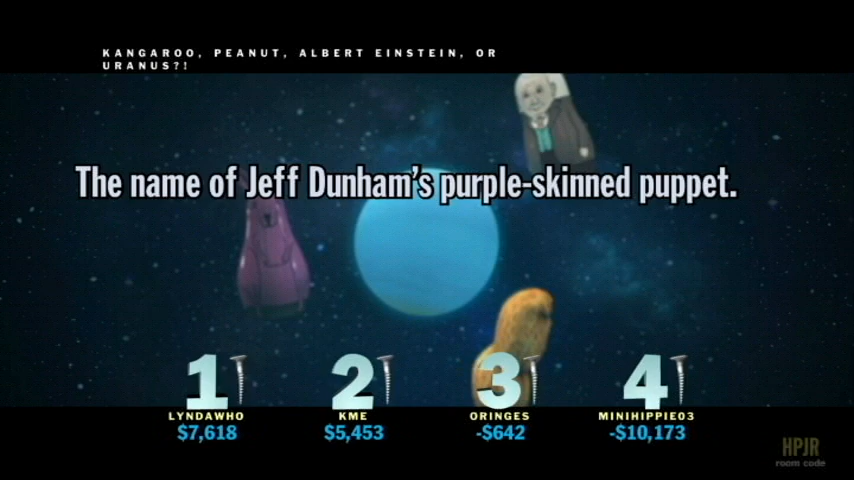 KANGAROO, PEANUT, ALBERT EINSTEIN, OR
URANUS?!
The name of Jeff Dunham's purple-skinned puppet.
1 2 3 4
LYNDAWHO KME ORINGES MINIHIPPIE03
$7,618 $5,453 -$642 -$10,173
HPJR
room code